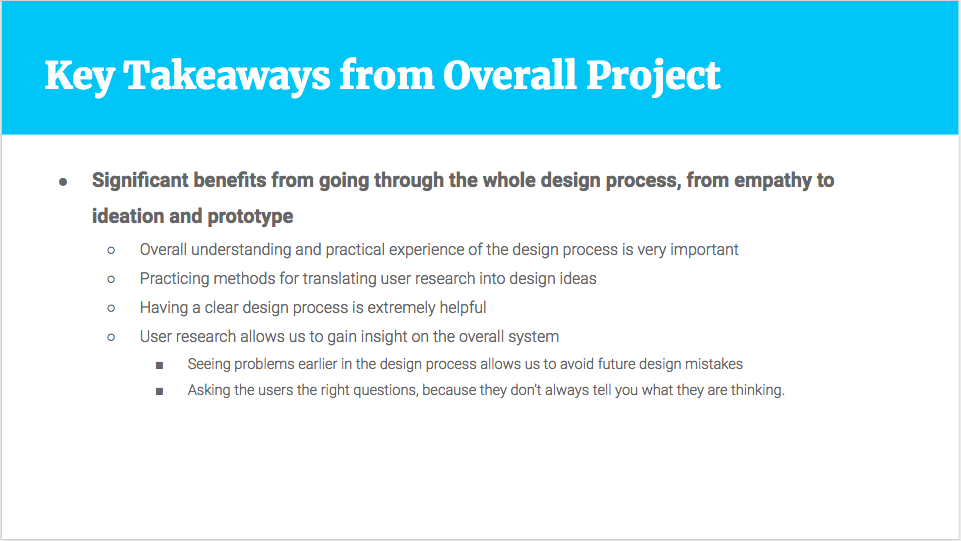 Key Takeaways from Overall Project
● Significant benefits from going through the whole design process, from empathy to
ideation and prototype
○ Overall understanding and practical experience of the design process is very important
○ Practicing methods for translating user research into design ideas
○ Having a clear design process is extremely helpful
○ User research allows us to gain insight on the overall system
■ Seeing problems earlier in the design process allows us to avoid future design mistakes
■ Asking the users the right questions, because they don’t always tell you what they are thinking.